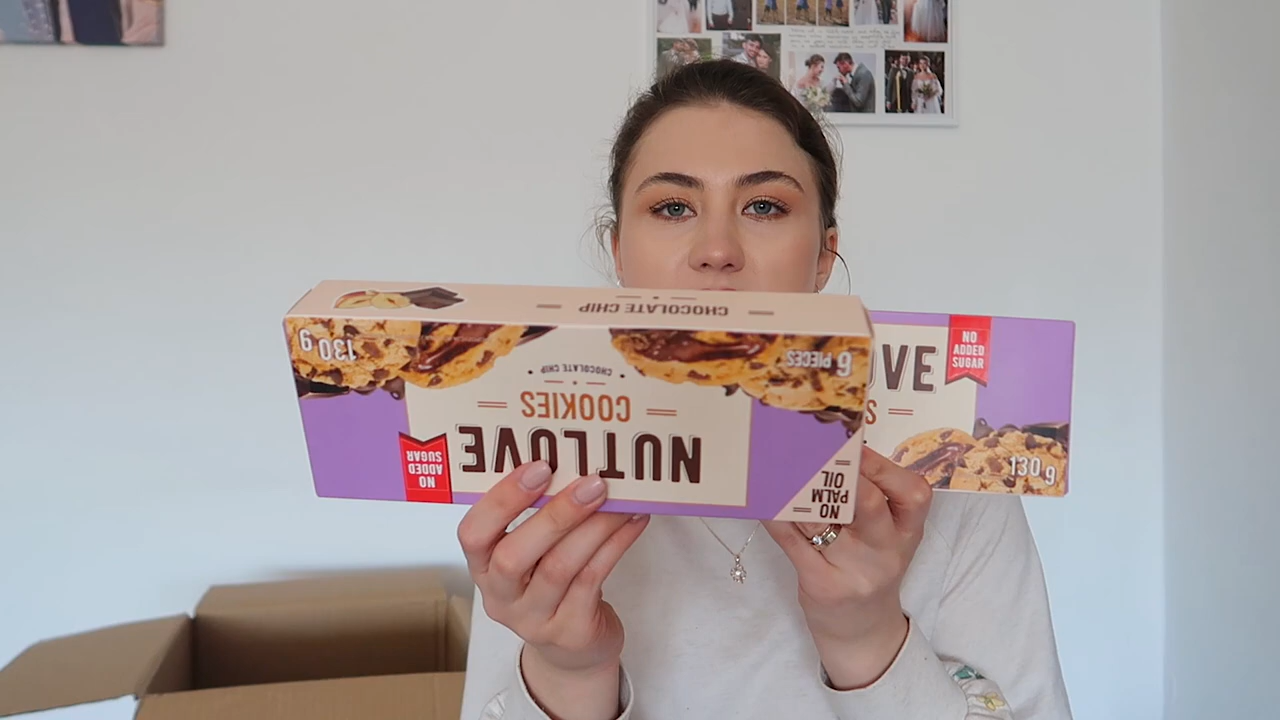 CHOCOLATE CHIP
130 g
6 PIECES
• CHOCOLATE CHIP •
COOKIES
NUTLOVE
NO
ADDED
SUGAR
NO
PALM
OIL
OVE
S
NO
ADDED
SUGAR
130 g